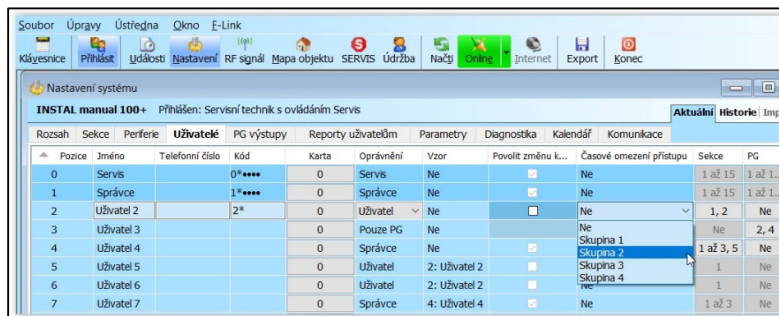 Soubor Úpravy Ústředna Okno E-Link
Klávesnice Přihlásit Události Nastavení RF signál Mapa objektu SERVIS Údržba Načti Online Internet Export Konec
Nastavení systému
INSTAL manual 100+ Přihlášen: Servisní technik s ovládáním Servis Aktuální Historie Imp
Rozsah Sekce Periferie Uživatelé PG výstupy Reporty uživatelům Parametry Diagnostika Kalendář Komunikace
Pozice Jméno Telefonní číslo Kód Karta Oprávnění Vzor Povolit změnu k... Časové omezení přístupu Sekce PG
0 Servis 0*•••• 0 Servis Ne Ne 1 až 15 1 až 1..
1 Správce 1*•••• 0 Správce Ne Ne 1 až 15 1 až 1..
2 Uživatel 2 2* 0 Uživatel Ne Ne 1, 2 Ne
3 Uživatel 3 0 Pouze PG Ne Ne Ne 2, 4
Skupina 1
4 Uživatel 4 0 Správce Ne Skupina 2 1 až 3, 5 Ne
5 Uživatel 5 0 Uživatel 2: Uživatel 2 Skupina 3 1 Ne
Skupina 4
6 Uživatel 6 0 Uživatel 2: Uživatel 2 Ne 1 Ne
7 Uživatel 7 0 Správce 4: Uživatel 4 Ne 1 až 3 Ne